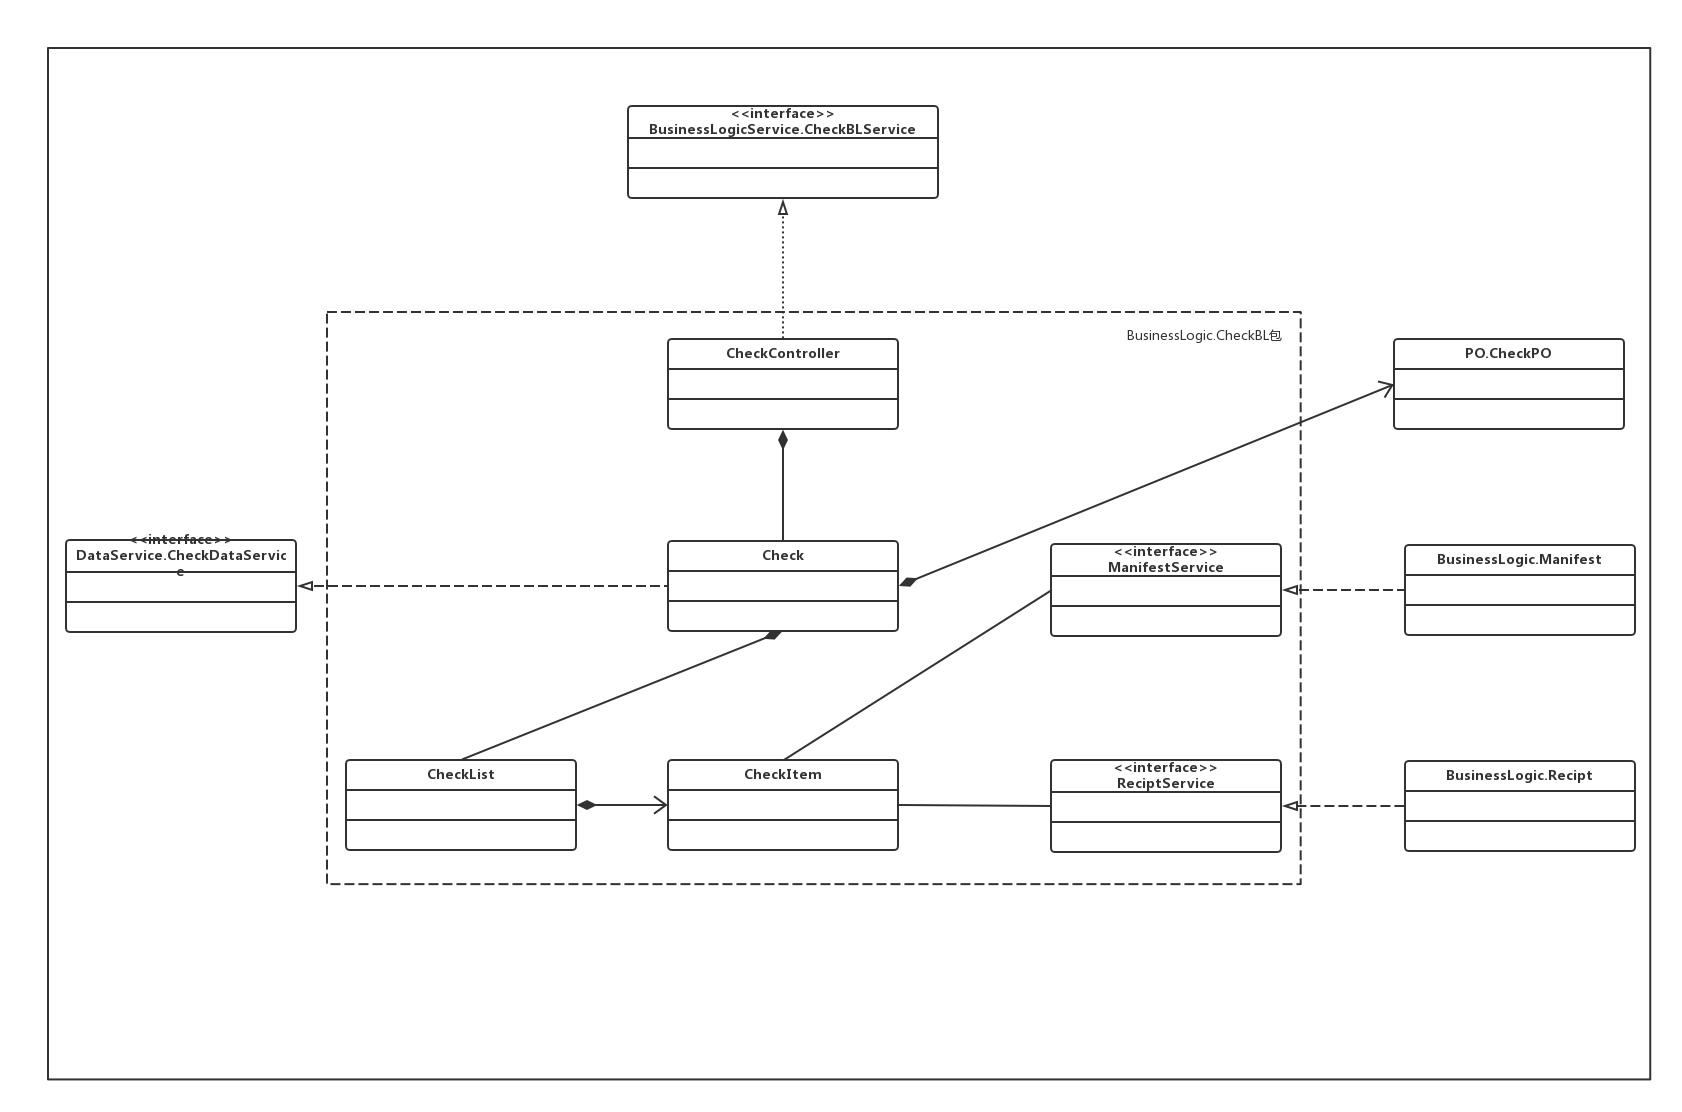 <<interface>>
BusinessLogicService.CheckBLService
BusinessLogic.CheckBL包
CheckController
PO.CheckPO
<<interface>>
DataService.CheckDataServic
e
Check
<<interface>>
ManifestService
BusinessLogic.Manifest
CheckList
CheckItem
<<interface>>
ReciptService
BusinessLogic.Recipt